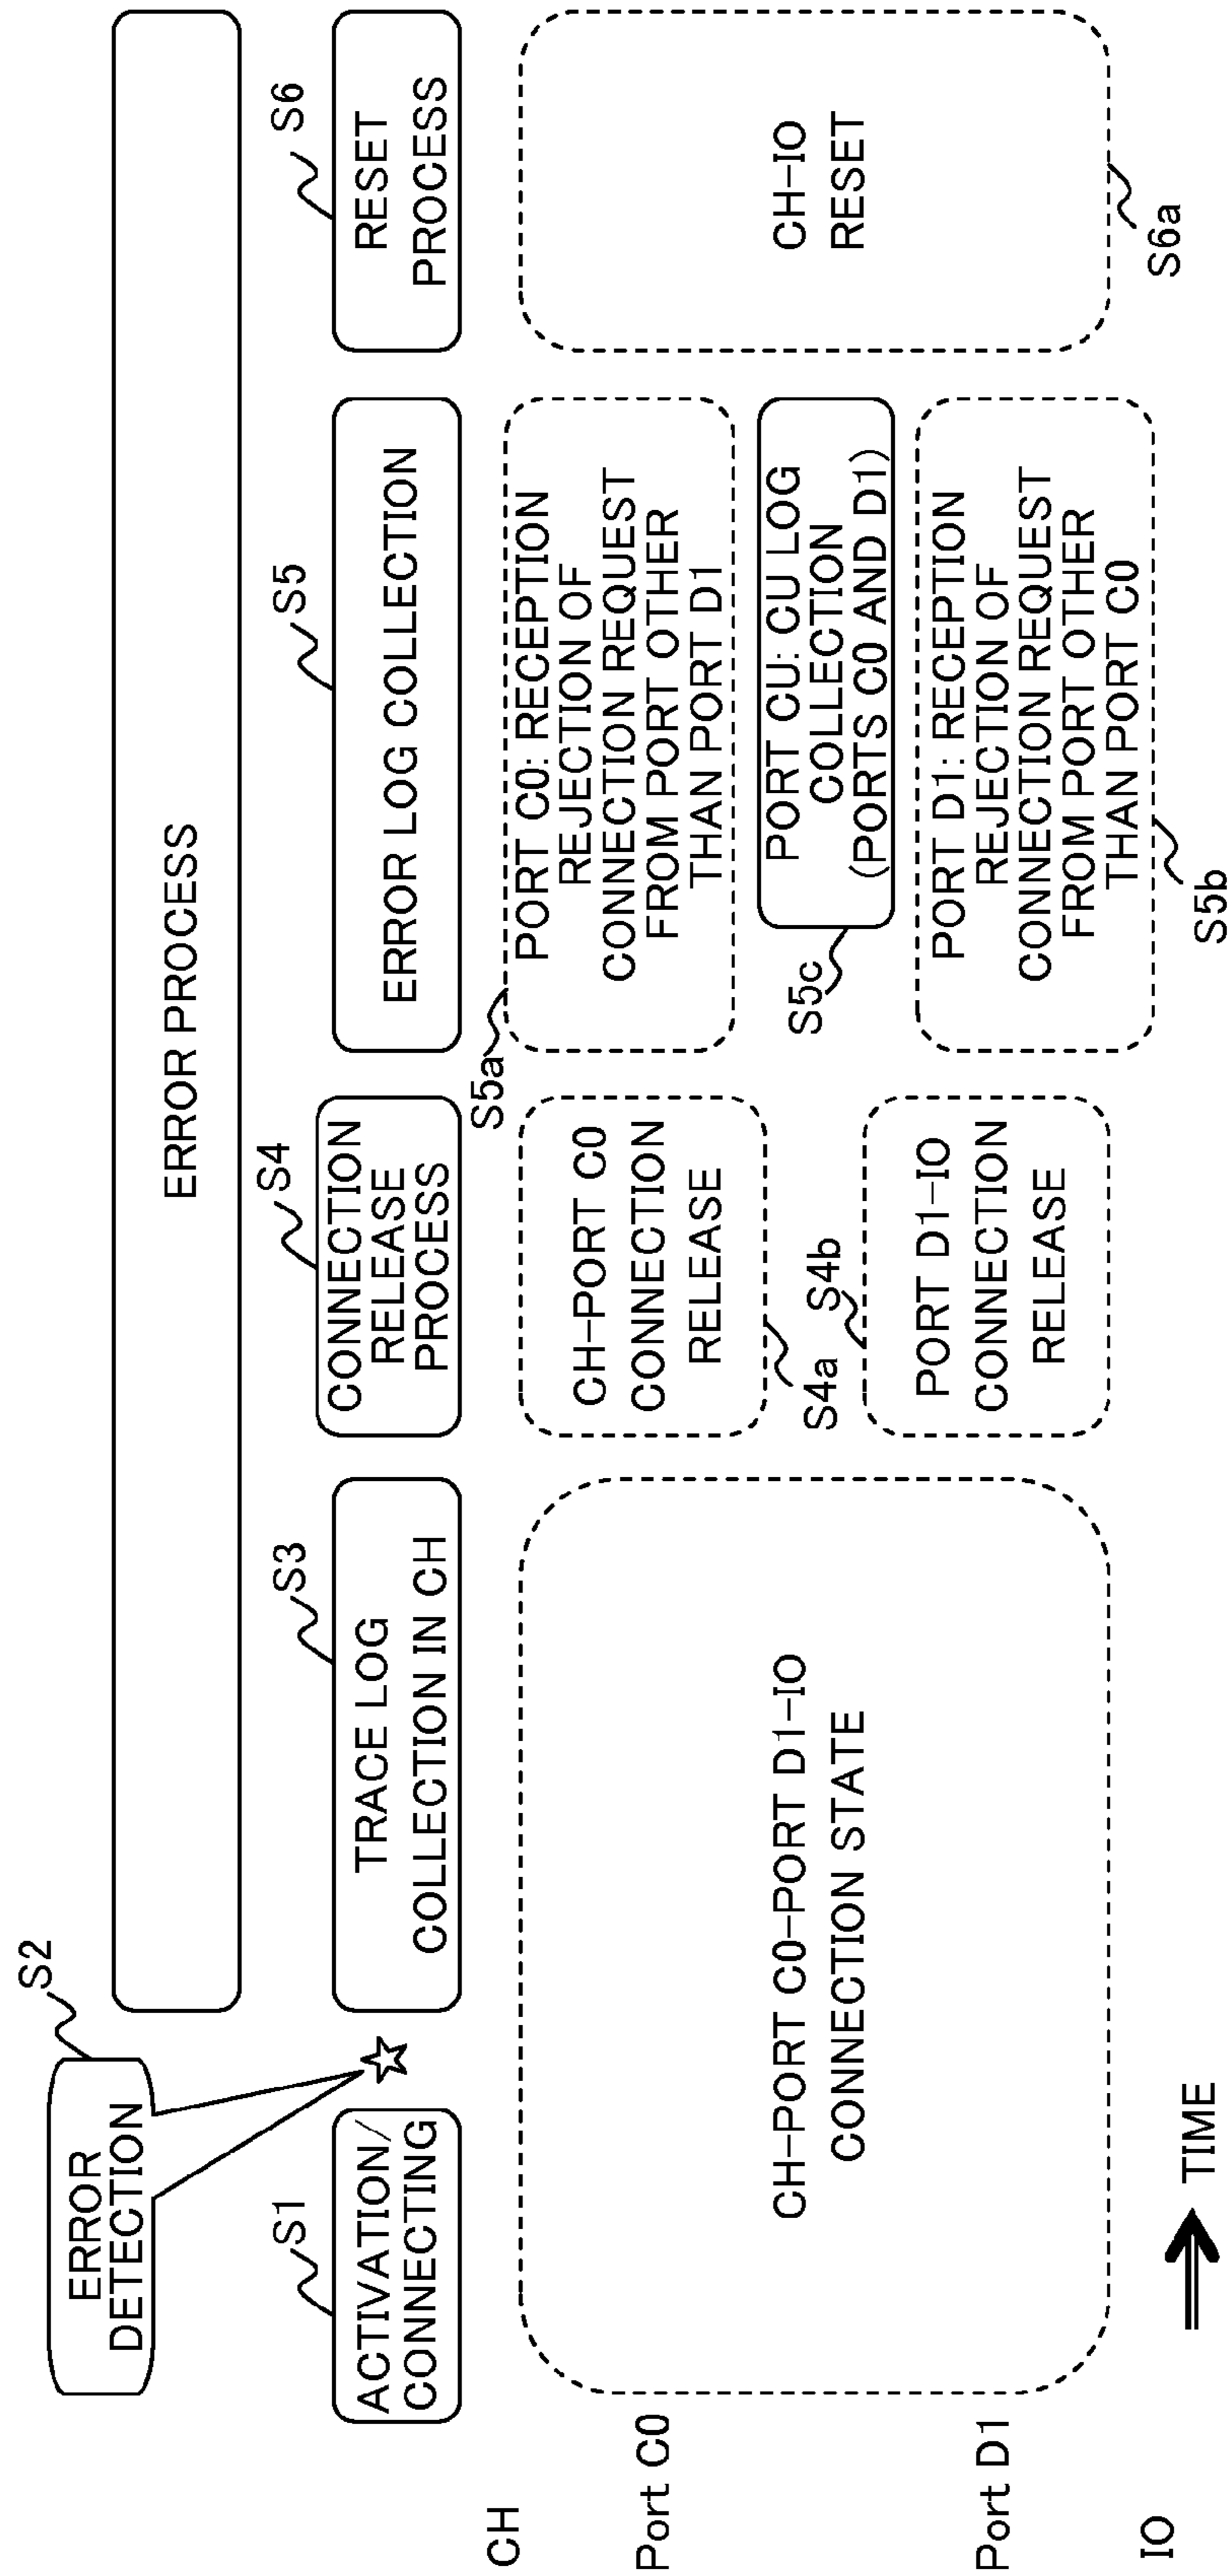 ERROR
DETECTION
S2
ERROR PROCESS
S1
ACTIVATION/
CONNECTING
S3
TRACE LOG
COLLECTION IN CH
S4
CONNECTION
RELEASE
PROCESS
S5
ERROR LOG COLLECTION
S6
RESET
PROCESS
CH
Port C0
Port D1
IO
CH-PORT C0-PORT D1-IO
CONNECTION STATE
CH-PORT C0
CONNECTION
RELEASE
S4a
S4b
PORT D1-IO
CONNECTION
RELEASE
S5a
PORT C0: RECEPTION
REJECTION OF
CONNECTION REQUEST
FROM PORT OTHER
THAN PORT D1
S5c
PORT CU: CU LOG
COLLECTION
(PORTS C0 AND D1)
PORT D1: RECEPTION
REJECTION OF
CONNECTION REQUEST
FROM PORT OTHER
THAN PORT C0
S5b
CH-IO
RESET
S6a
TIME